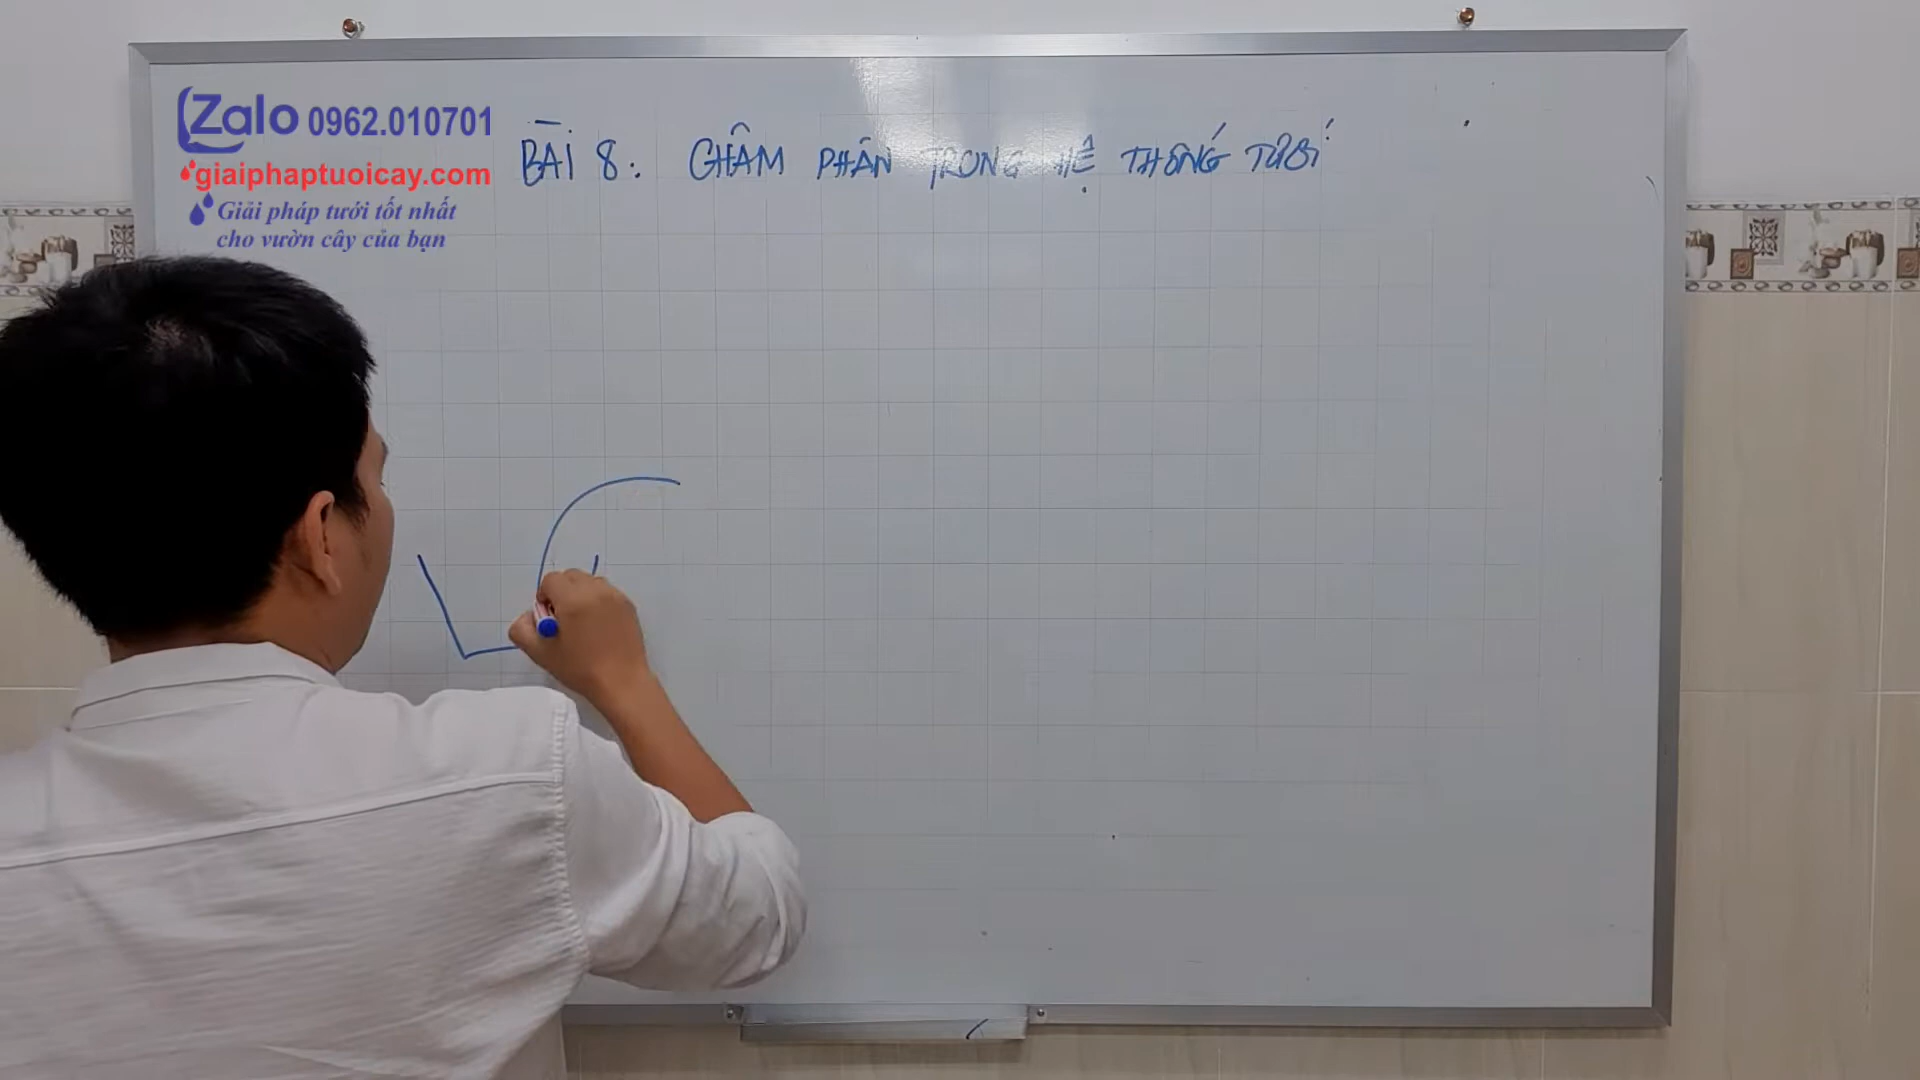 Zalo 0962.010701
giaiphaptuoicay.com
Giải pháp tưới tốt nhất
cho vườn cây của bạn
BÀI 8: CHÂM PHÂN TRONG HỆ THỐNG TƯỚI